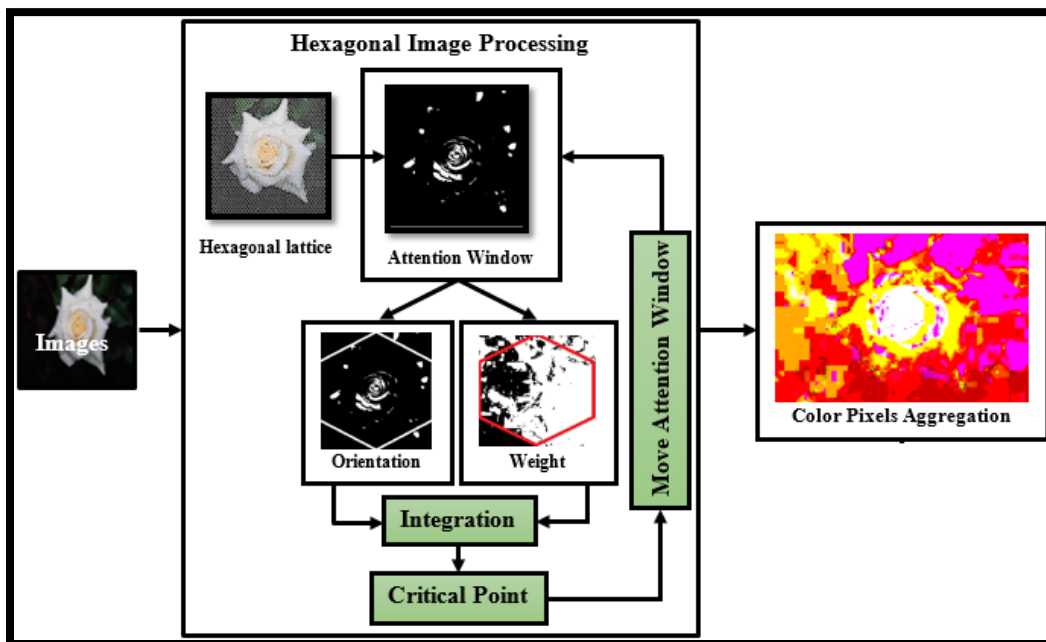 Hexagonal Image Processing
Hexagonal lattice
Attention Window
Images
Orientation
Weight
Move Attention Window
Integration
Critical Point
Color Pixels Aggregation